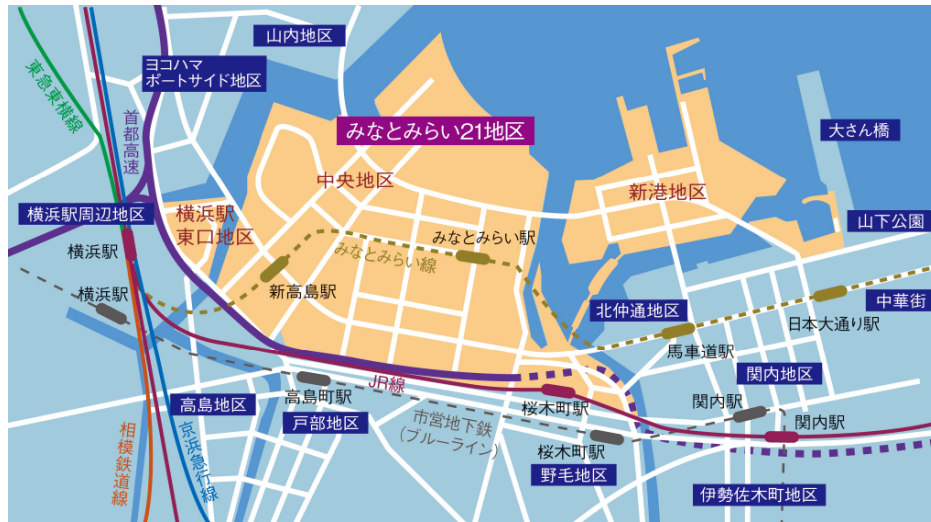 山内地区
ヨコハマ
ポートサイド地区
東急東横線
首都高速
みなとみらい21地区
大さん橋
中央地区
新港地区
横浜駅周辺地区
横浜駅
東口地区
山下公園
横浜駅
みなとみらい駅
みなとみらい線
横浜駅
新高島駅
北仲通地区
中華街
日本大通り駅
馬車道駅
関内地区
JR線
高島地区
高島町駅
戸部地区
市営地下鉄
(ブルーライン)
桜木町駅
関内駅
関内駅
桜木町駅
野毛地区
伊勢佐木町地区
相模鉄道線
京浜急行線